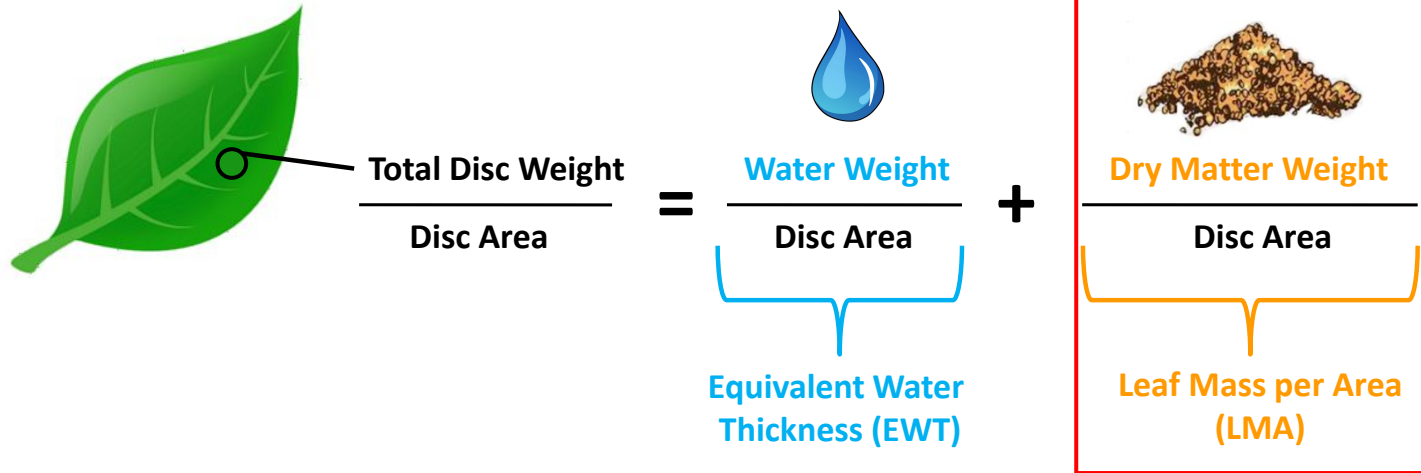 Total Disc Weight
Disc Area
=
Water Weight
Disc Area
Equivalent Water
Thickness (EWT)
+
Dry Matter Weight
Disc Area
Leaf Mass per Area
(LMA)